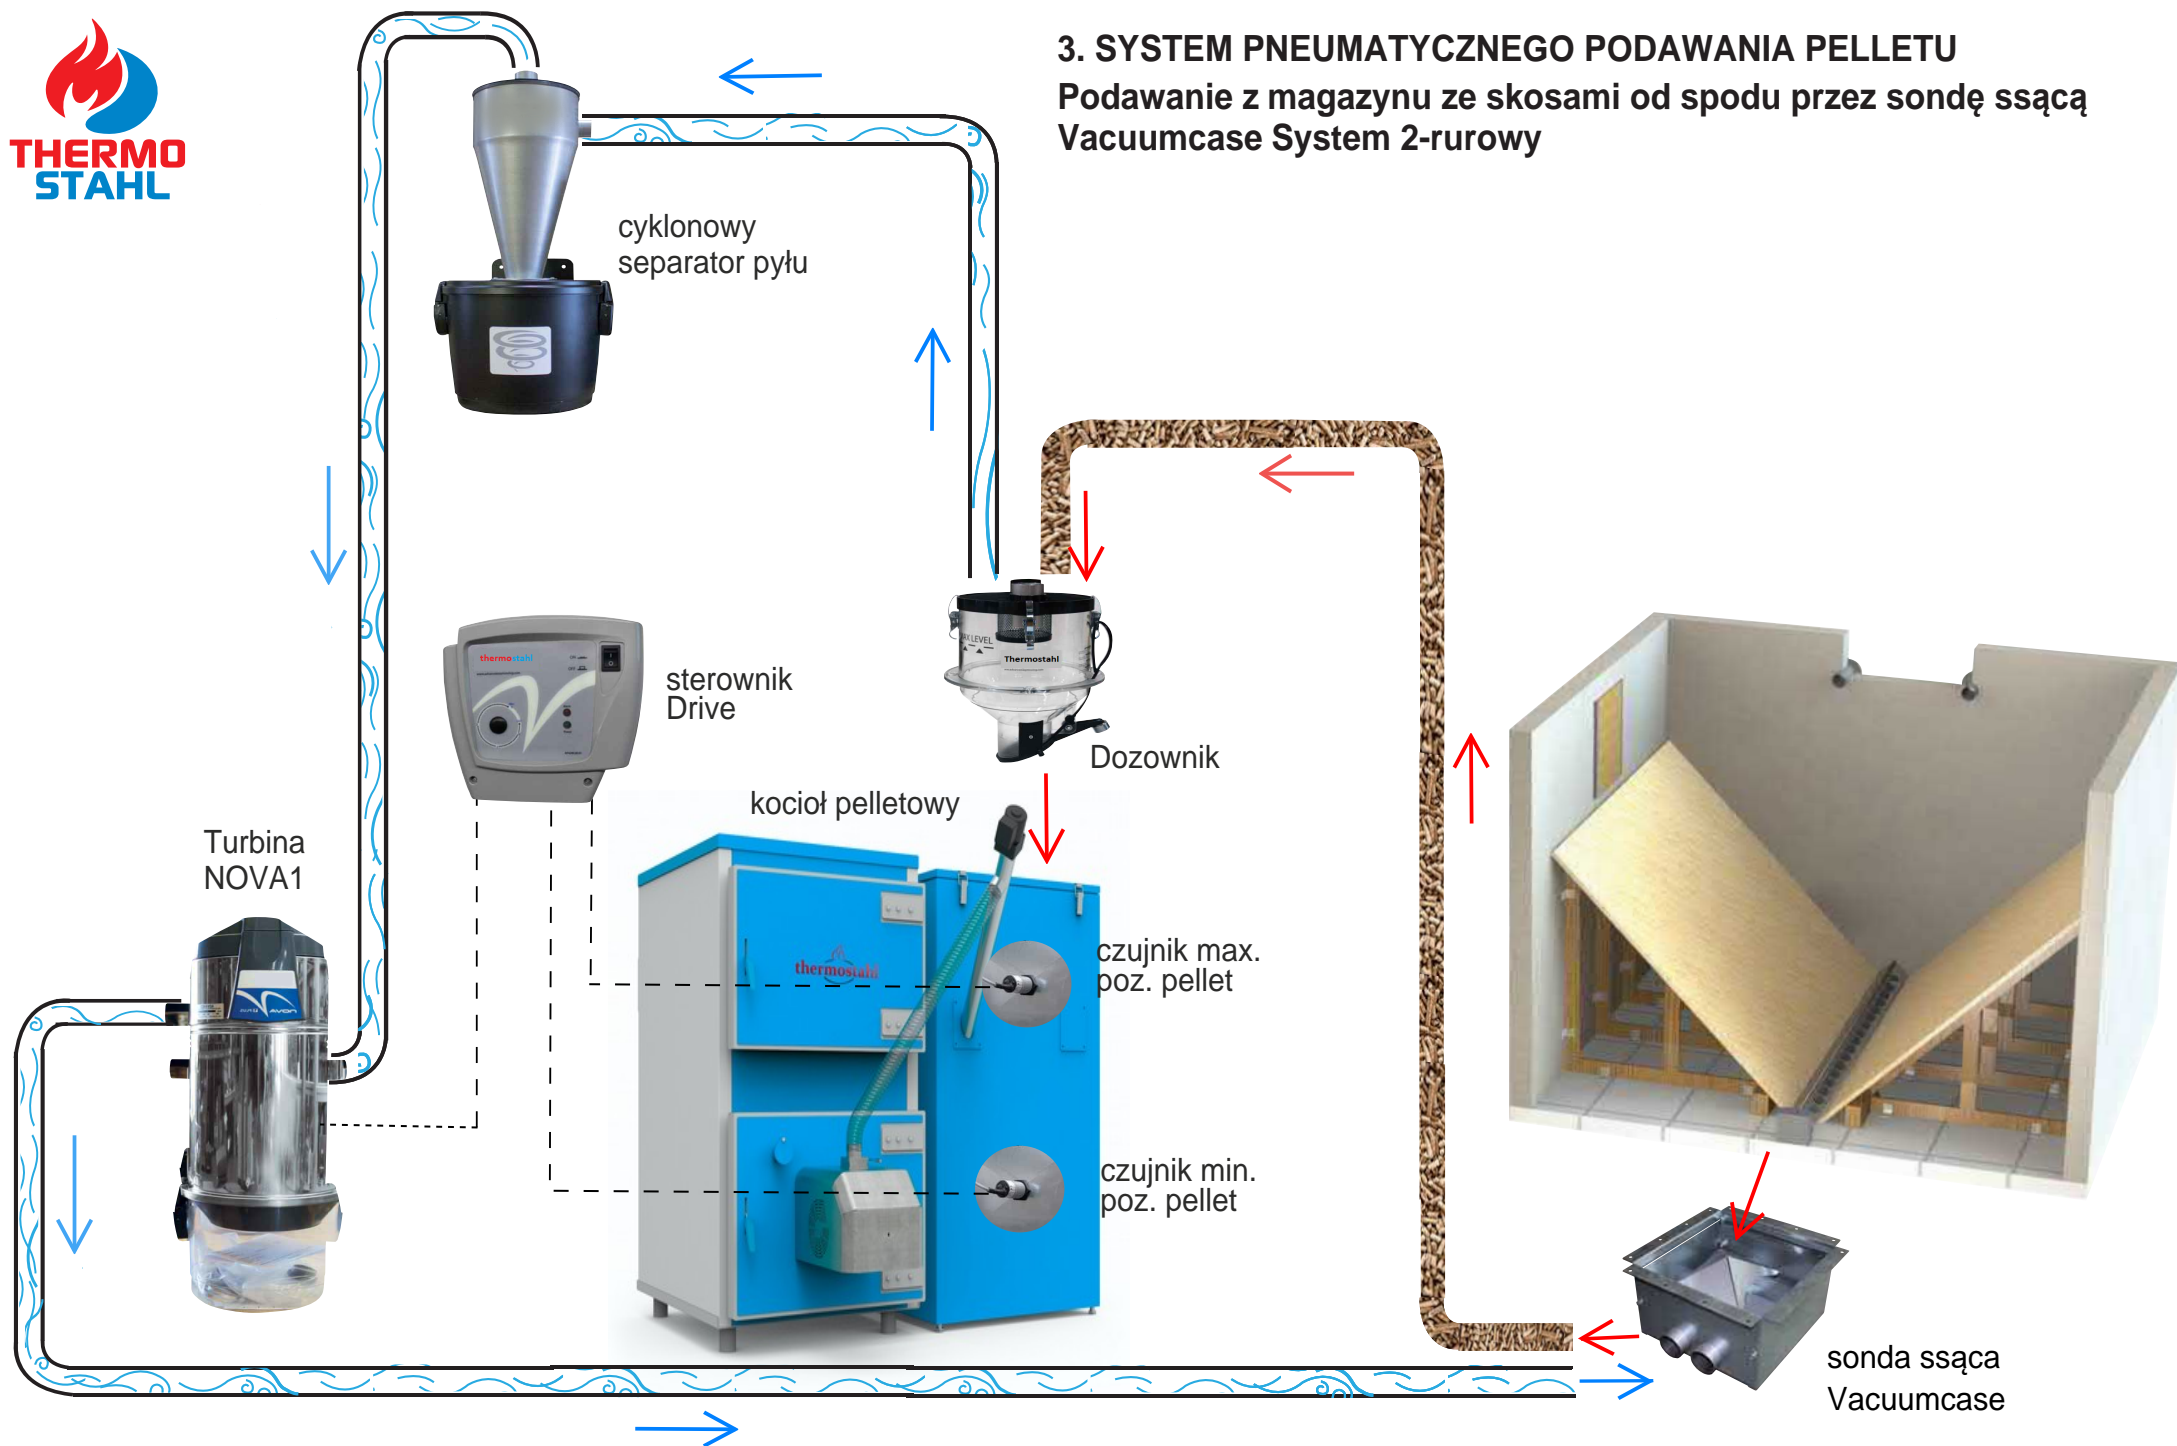 THERMO
STAHL
3. SYSTEM PNEUMATYCZNEGO PODAWANIA PELLETU
Podawanie z magazynu ze skosami od spodu przez sondę ssącą
Vacuumcase System 2-rurowy
cyklonowy
separator pyłu
thermostahl
sterownik
Drive
MAX LEVEL
Thermostahl
Dozownik
kocioł pelletowy
Turbina
NOVA1
thermostahl
czujnik max.
poz. pellet
czujnik min.
poz. pellet
sonda ssąca
Vacuumcase